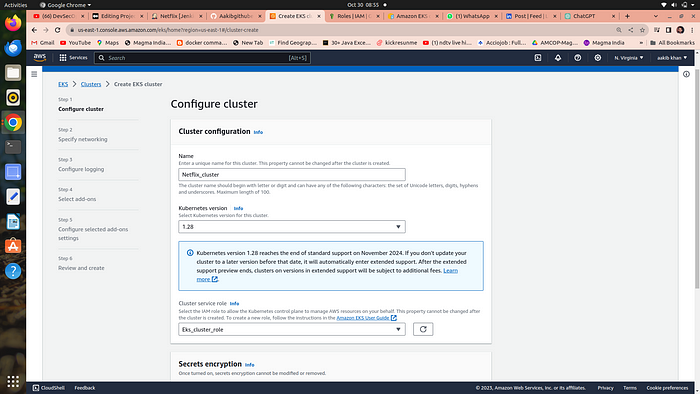 Activities
Google Chrome
Oct 30 08:55
(66) DevSecC
Editing Proje
Netflix [Jenk
Aakibgithube
Create EKS cl
Roles | IAM |
Amazon EKS
(1) WhatsApp
Post | Feed |
ChatGPT
us-east-1.console.aws.amazon.com/eks/home?region=us-east-1#/cluster-create
Gmail
YouTube
Maps
Magma India...
docker comma...
New Tab
Find Geograp...
30+ Java Exce...
kickresunme
(1) ndtv live hi...
AccioJob : Full...
AMCOP-Mag...
Magma India
»
All Bookmarks
aws
Services
Search
[Alt+S]
N. Virginia
aakib khan
EKS > Clusters > Create EKS cluster
Step 1
Configure cluster
Step 2
Specify networking
Step 3
Configure logging
Step 4
Select add-ons
Step 5
Configure selected add-ons
settings
Step 6
Review and create
Configure cluster
Cluster configuration Info
Name
Enter a unique name for this cluster. This property cannot be changed after the cluster is created.
Netflix_cluster
The cluster name should begin with letter or digit and can have any of the following characters: the set of Unicode letters, digits, hyphens
and underscores. Maximum length of 100.
Kubernetes version Info
Select Kubernetes version for this cluster.
1.28
Kubernetes version 1.28 reaches the end of standard support on November 2024. If you don't update your
cluster to a later version before that date, it will automatically enter extended support. After the extended
support preview ends, clusters on versions in extended support will be subject to additional fees. Learn
more
Cluster service role Info
Select the IAM role to allow the Kubernetes control plane to manage AWS resources on your behalf. This property cannot be changed after
the cluster is created. To create a new role, follow the instructions in the Amazon EKS User Guide
Eks_cluster_role
Secrets encryption Info
Once turned on, secrets encryption cannot be modified or removed.
CloudShell
Feedback
© 2023, Amazon Web Services, Inc. or its affiliates.
Privacy
Terms
Cookie preferences